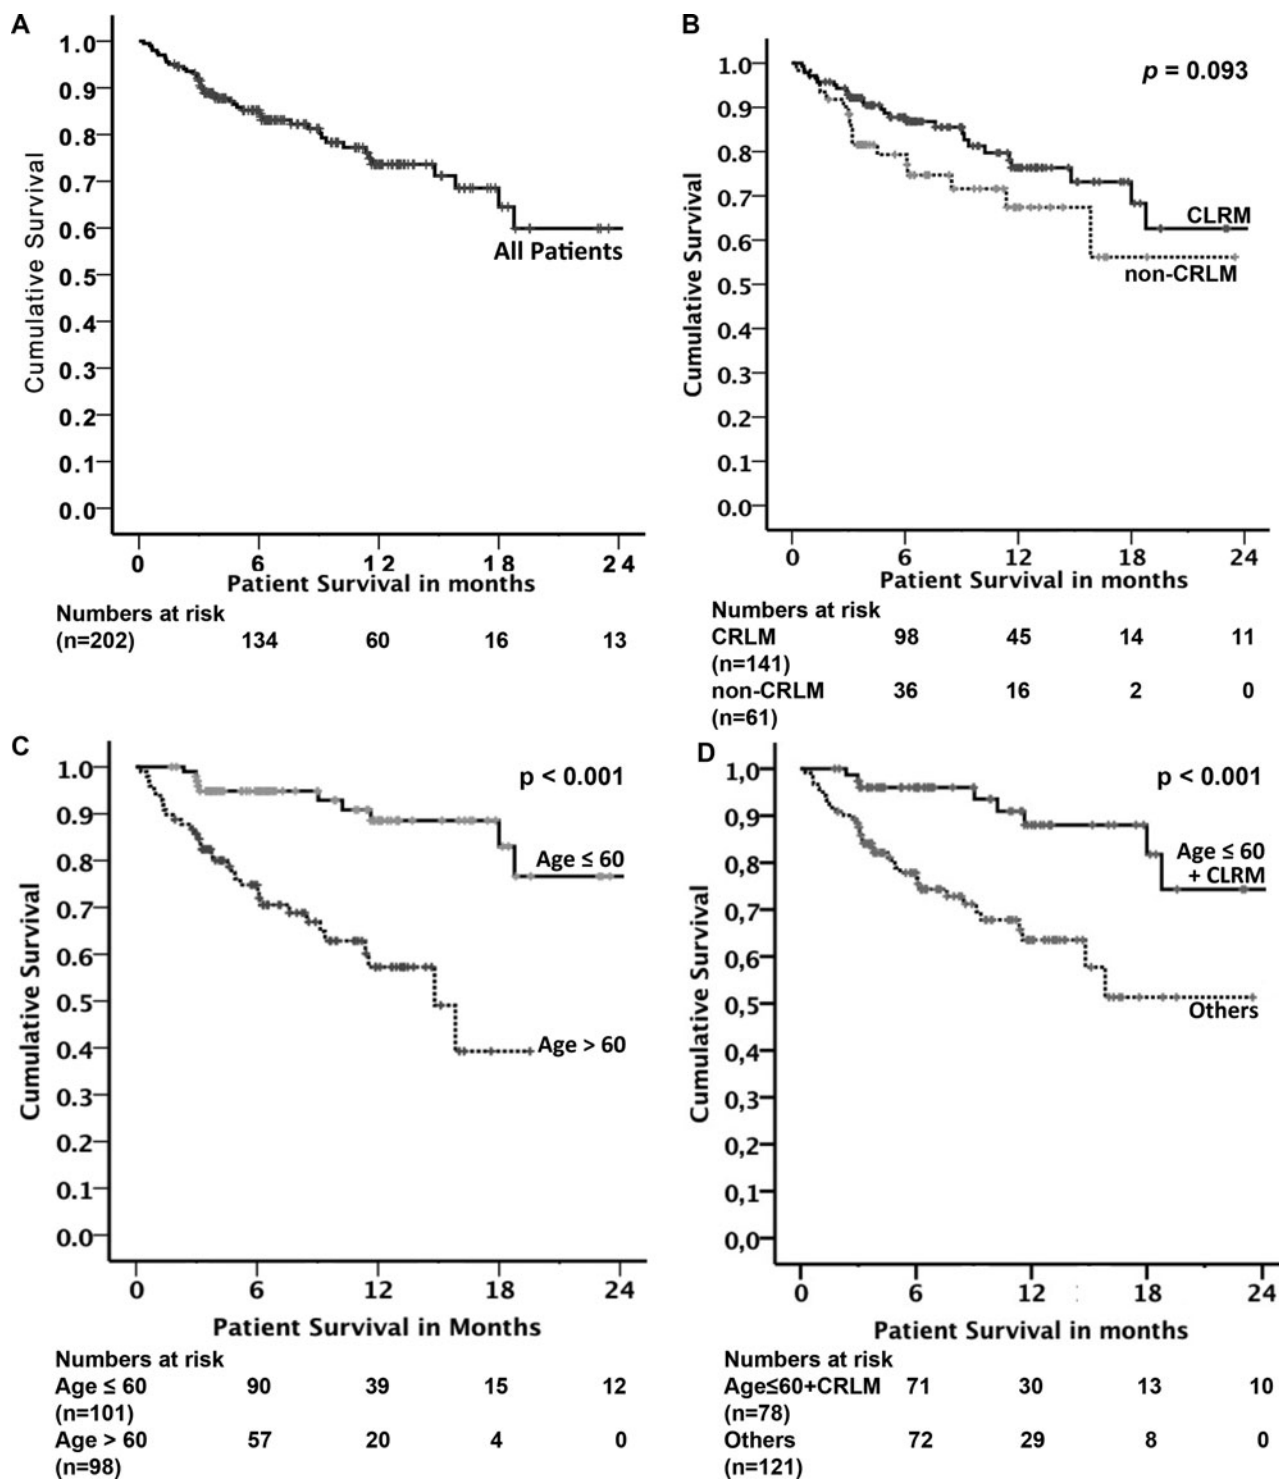 A
1.0
0.9
0.8
0.7
0.6
0.5
0.4
0.3
0.2
0.1
0.0
Cumulative Survival
All Patients
0 6 12 18 24
Patient Survival in months
Numbers at risk
(n=202) 134 60 16 13
B
p = 0.093
1.0
0.9
0.8
0.7
0.6
0.5
0.4
0.3
0.2
0.1
0.0
Cumulative Survival
CLRM
non-CRLM
0 6 12 18 24
Patient Survival in months
Numbers at risk
CRLM 98 45 14 11
(n=141)
non-CRLM 36 16 2 0
(n=61)
C
p < 0.001
1.0
0.9
0.8
0.7
0.6
0.5
0.4
0.3
0.2
0.1
0.0
Cumulative Survival
Age ≤ 60
Age > 60
0 6 12 18 24
Patient Survival in Months
Numbers at risk
Age ≤ 60 90 39 15 12
(n=101)
Age > 60 57 20 4 0
(n=98)
D
p < 0.001
1,0
0,9
0,8
0,7
0,6
0,5
0,4
0,3
0,2
0,1
0,0
Cumulative Survival
Age ≤ 60
+ CLRM
Others
0 6 12 18 24
Patient Survival in months
Numbers at risk
Age≤60+CRLM 71 30 13 10
(n=78)
Others 72 29 8 0
(n=121)